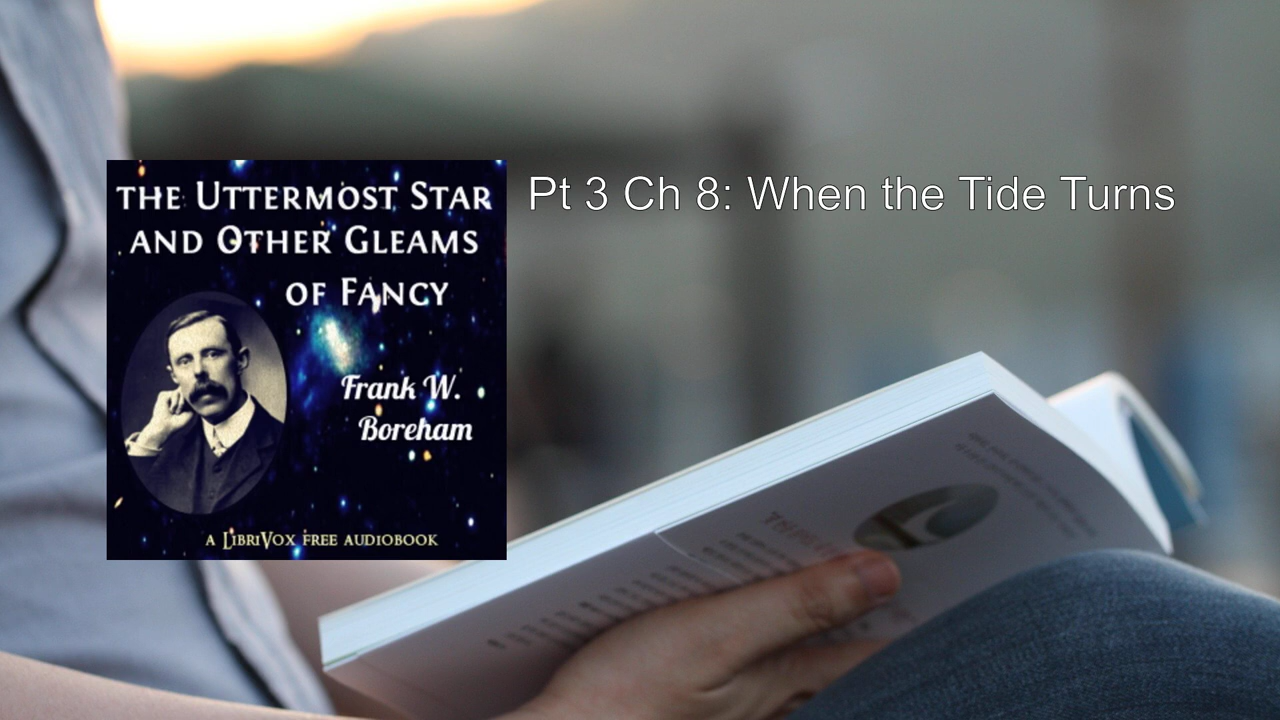 THE UTTERMOST STAR
AND OTHER GLEAMS
OF FANCY
Frank W.
Boreham
A LIBRIVOX FREE AUDIOBOOK
Pt 3 Ch 8: When the Tide Turns